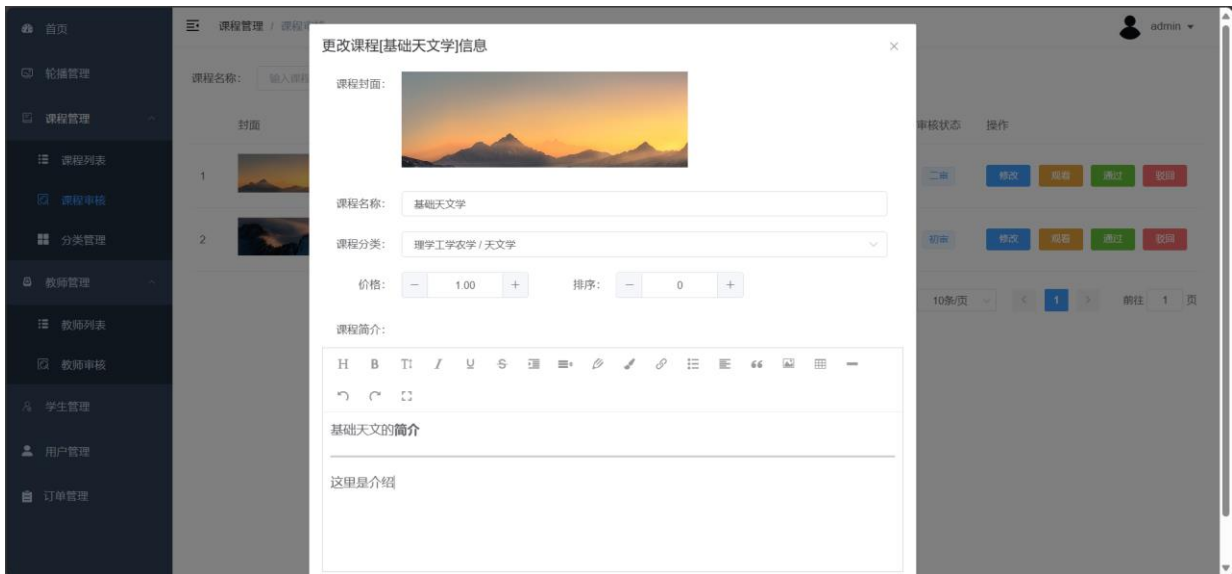 首页
轮播管理
课程管理
课程列表
课程审核
分类管理
教师管理
教师列表
教师审核
学生管理
用户管理
订单管理
课程管理 / 课程
admin
课程名称： 输入课程
封面 审核状态 操作
1 二审 修改 观看 通过 驳回
2 初审 修改 观看 通过 驳回
10条/页 1 前往 1 页
更改课程[基础天文学]信息
课程封面：
课程名称： 基础天文学
课程分类： 理学工学农学 / 天文学
价格： － 1.00 + 排序： － 0 +
课程简介：
H B TI I U S
基础天文的简介
这里是介绍